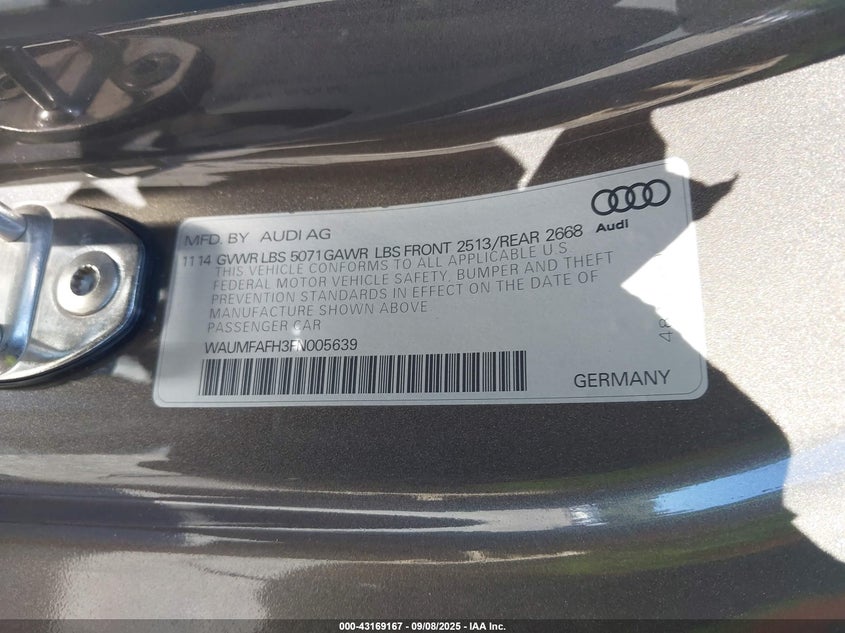 Audi
MFD. BY AUDI AG
11 14 GVWR LBS 5071 GAWR LBS FRONT 2513/REAR 2668
THIS VEHICLE CONFORMS TO ALL APPLICABLE U.S.
FEDERAL MOTOR VEHICLE SAFETY, BUMPER AND THEFT
PREVENTION STANDARDS IN EFFECT ON THE DATE OF
MANUFACTURE SHOWN ABOVE
PASSENGER CAR
WAUMFAFH3FN005639
GERMANY
000-43169167 - 09/08/2025 - IAA Inc.